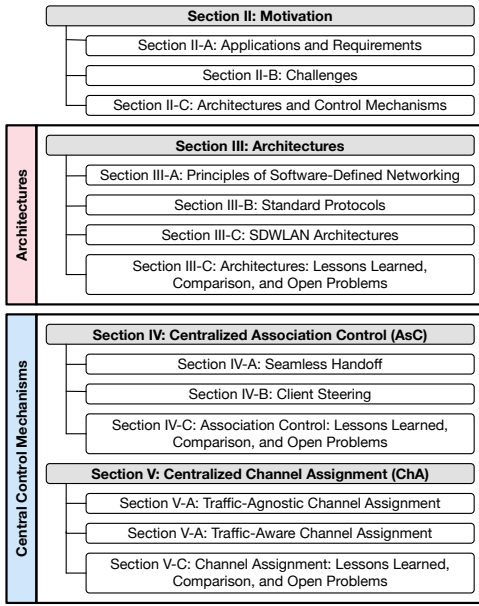 Section II: Motivation
Section II-A: Applications and Requirements
Section II-B: Challenges
Section II-C: Architectures and Control Mechanisms
Architectures
Section III: Architectures
Section III-A: Principles of Software-Defined Networking
Section III-B: Standard Protocols
Section III-C: SDWLAN Architectures
Section III-C: Architectures: Lessons Learned,
Comparison, and Open Problems
Central Control Mechanisms
Section IV: Centralized Association Control (AsC)
Section IV-A: Seamless Handoff
Section IV-B: Client Steering
Section IV-C: Association Control: Lessons Learned,
Comparison, and Open Problems
Section V: Centralized Channel Assignment (ChA)
Section V-A: Traffic-Agnostic Channel Assignment
Section V-A: Traffic-Aware Channel Assignment
Section V-C: Channel Assignment: Lessons Learned,
Comparison, and Open Problems